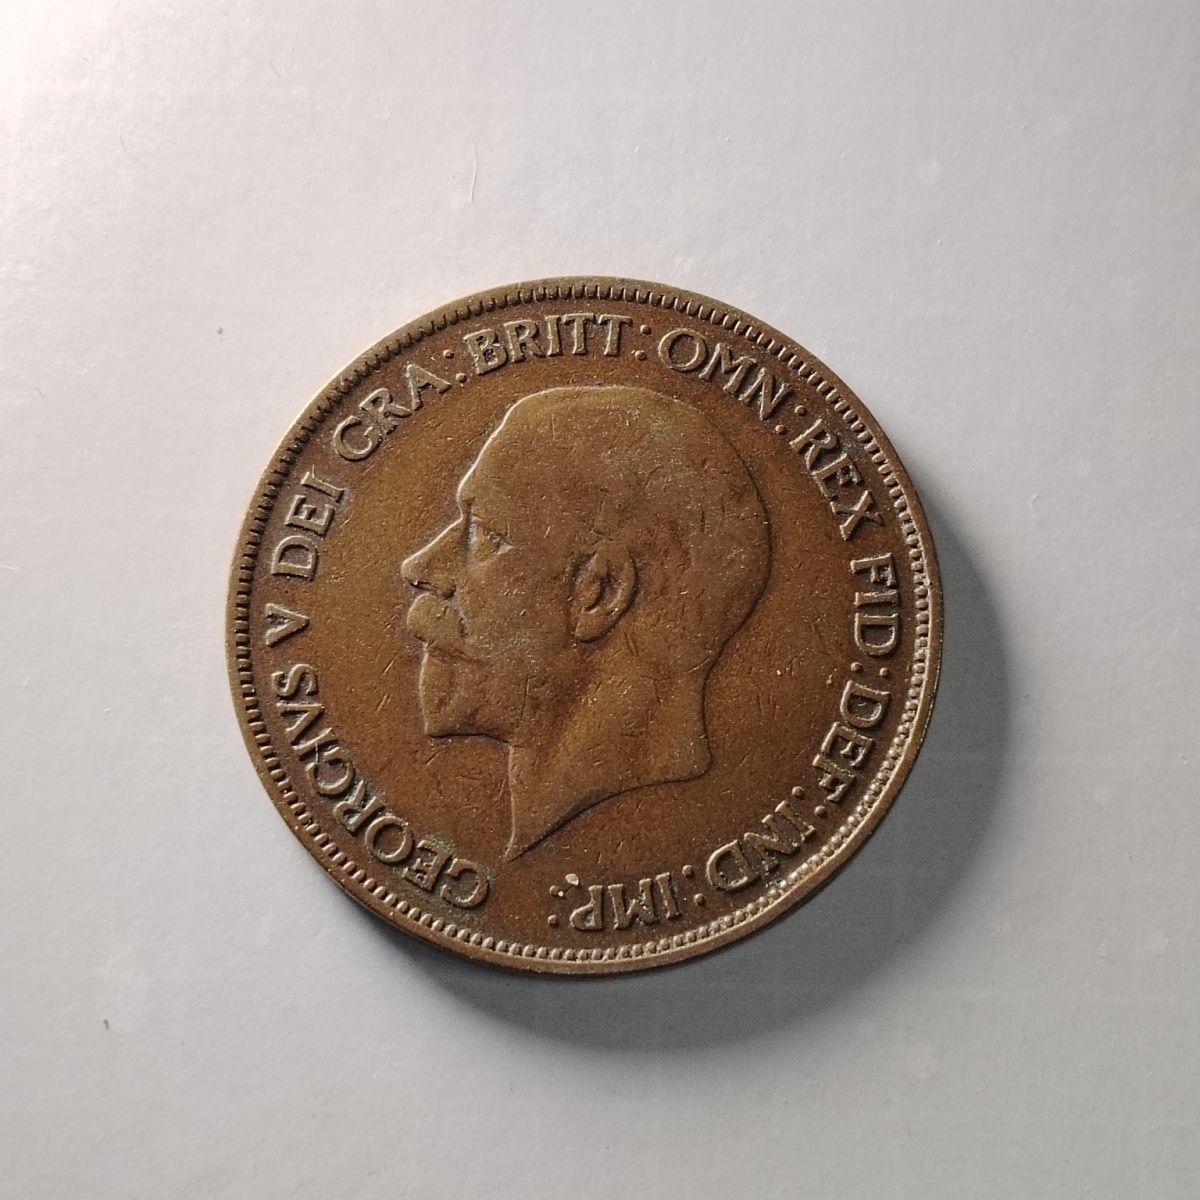 GEORGIVS V DEI GRA: BRITT: OMN: REX FID: DEF: IND: IMP: